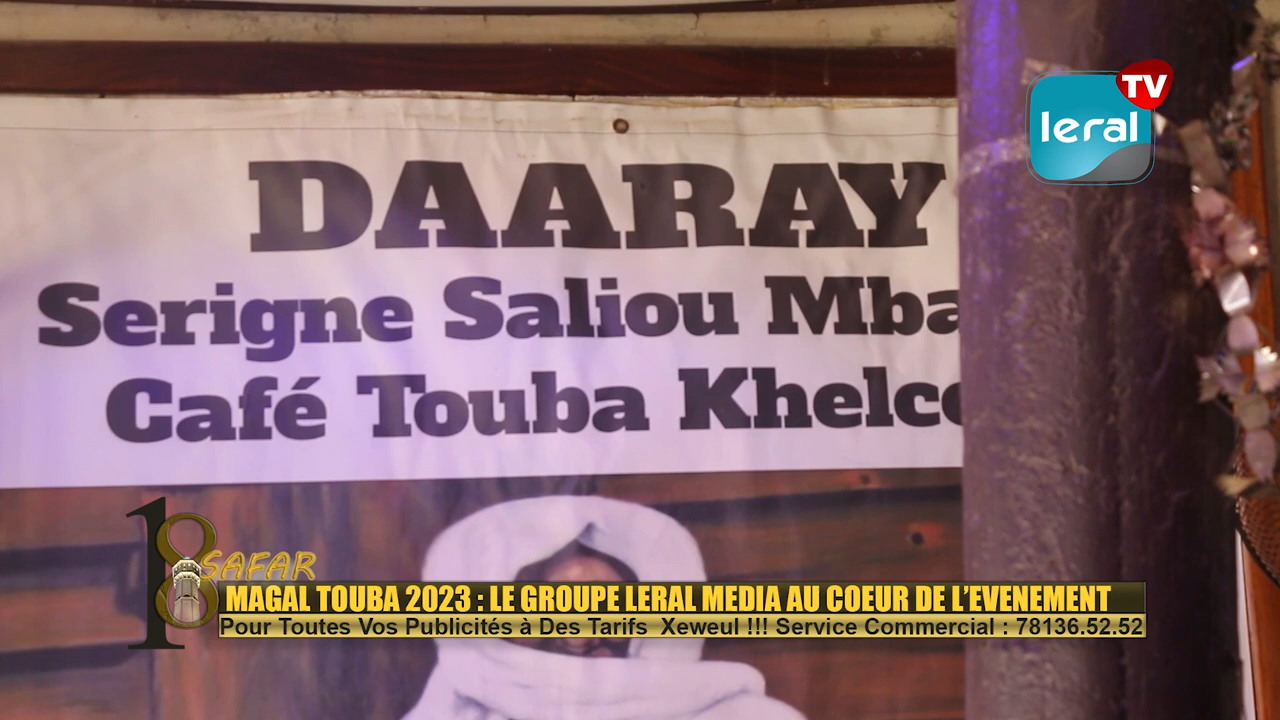 TV
leral
DAARAY
Serigne Saliou Mba
Café Touba Khelc
18 SAFAR
MAGAL TOUBA 2023 : LE GROUPE LERAL MEDIA AU COEUR DE L'EVENEMENT
Pour Toutes Vos Publicités à Des Tarifs Xeweul !!! Service Commercial : 78136.52.52